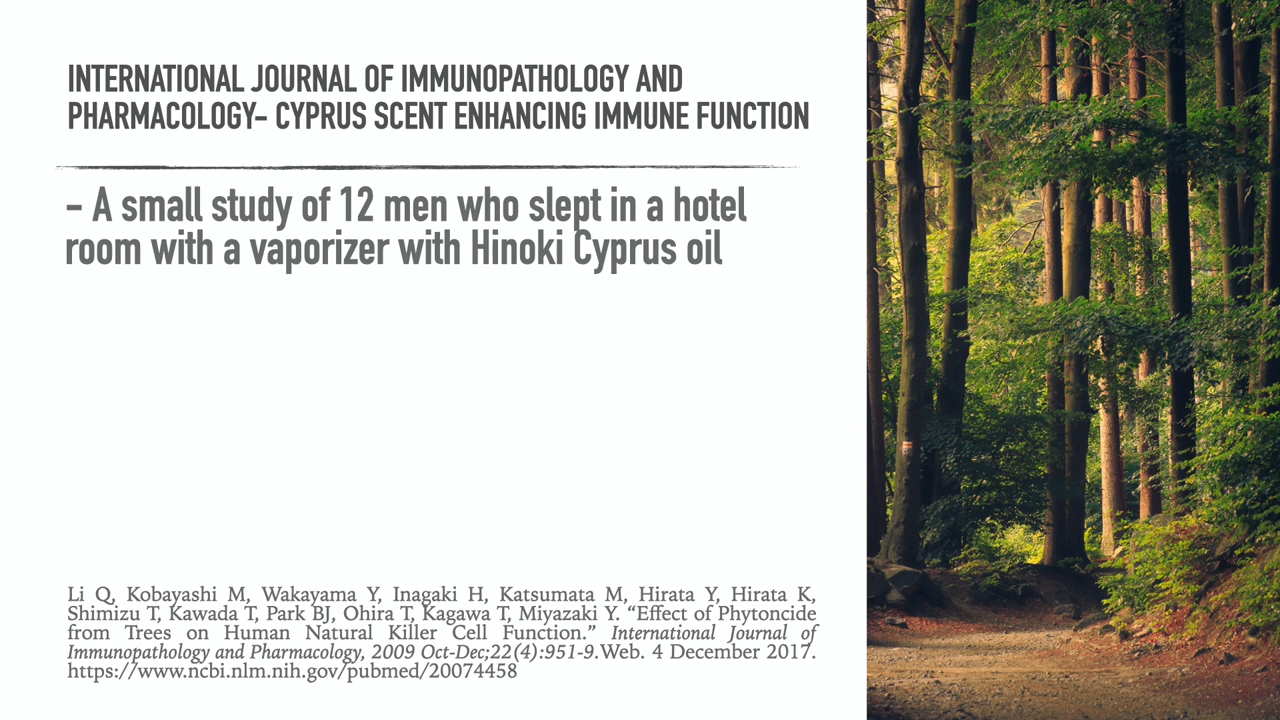 INTERNATIONAL JOURNAL OF IMMUNOPATHOLOGY AND
PHARMACOLOGY- CYPRUS SCENT ENHANCING IMMUNE FUNCTION
- A small study of 12 men who slept in a hotel
room with a vaporizer with Hinoki Cyprus oil
Li Q, Kobayashi M, Wakayama Y, Inagaki H, Katsumata M, Hirata Y, Hirata K,
Shimizu T, Kawada T, Park BJ, Ohira T, Kagawa T, Miyazaki Y. “Effect of Phytoncide
from Trees on Human Natural Killer Cell Function.” International Journal of
Immunopathology and Pharmacology, 2009 Oct-Dec;22(4):951-9.Web. 4 December 2017.
https://www.ncbi.nlm.nih.gov/pubmed/20074458